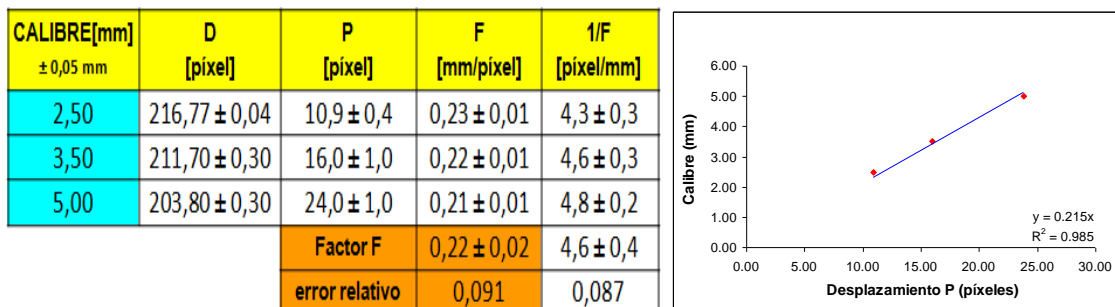 CALIBRE[mm] D P F 1/F
± 0,05 mm [píxel] [píxel] [mm/píxel] [píxel/mm]
2,50 216,77 ± 0,04 10,9 ± 0,4 0,23 ± 0,01 4,3 ± 0,3
3,50 211,70 ± 0,30 16,0 ± 1,0 0,22 ± 0,01 4,6 ± 0,3
5,00 203,80 ± 0,30 24,0 ± 1,0 0,21 ± 0,01 4,8 ± 0,2
Factor F 0,22 ± 0,02 4,6 ± 0,4
error relativo 0,091 0,087
Calibre (mm)
6.00
5.00
4.00
3.00
2.00
1.00
0.00
y = 0.215x
R² = 0.985
0.00 5.00 10.00 15.00 20.00 25.00 30.00
Desplazamiento P (píxeles)